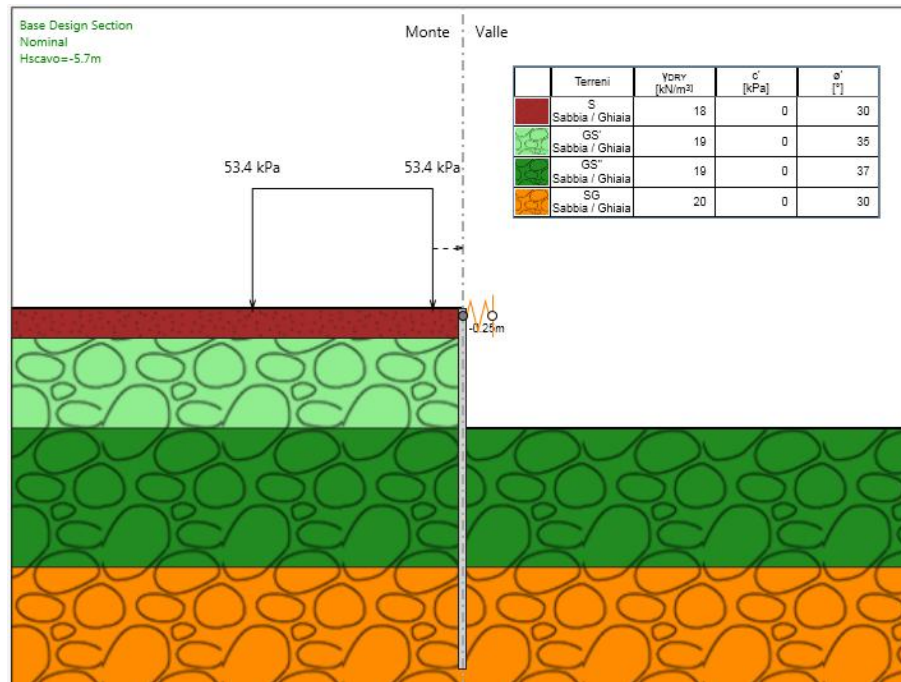 Base Design Section
Nominal
Hscavo=-5.7m
Monte
Valle
53.4 kPa
53.4 kPa
-0.25m
Terreni γDRY [kN/m³] c' [kPa] ø' [°]
S Sabbia / Ghiaia 18 0 30
GS' Sabbia / Ghiaia 19 0 35
GS'' Sabbia / Ghiaia 19 0 37
SG Sabbia / Ghiaia 20 0 30